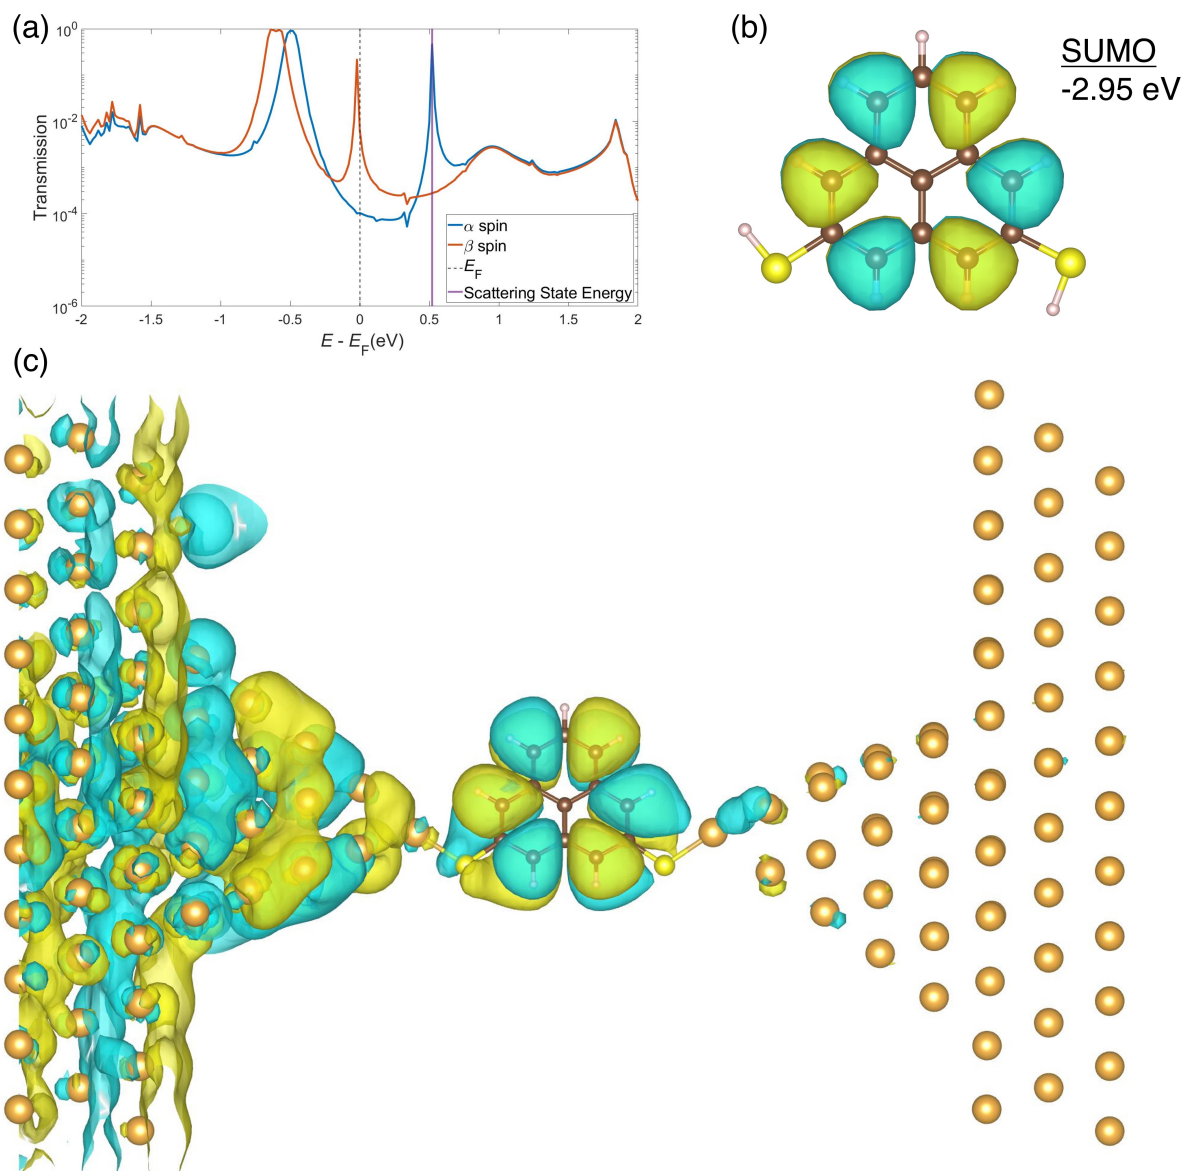 (a)
10^0
10^-2
10^-4
10^-6
Transmission
-2 -1.5 -1 -0.5 0 0.5 1 1.5 2
E - E_F(eV)
α spin
β spin
E_F
Scattering State Energy
(b)
SUMO
-2.95 eV
(c)